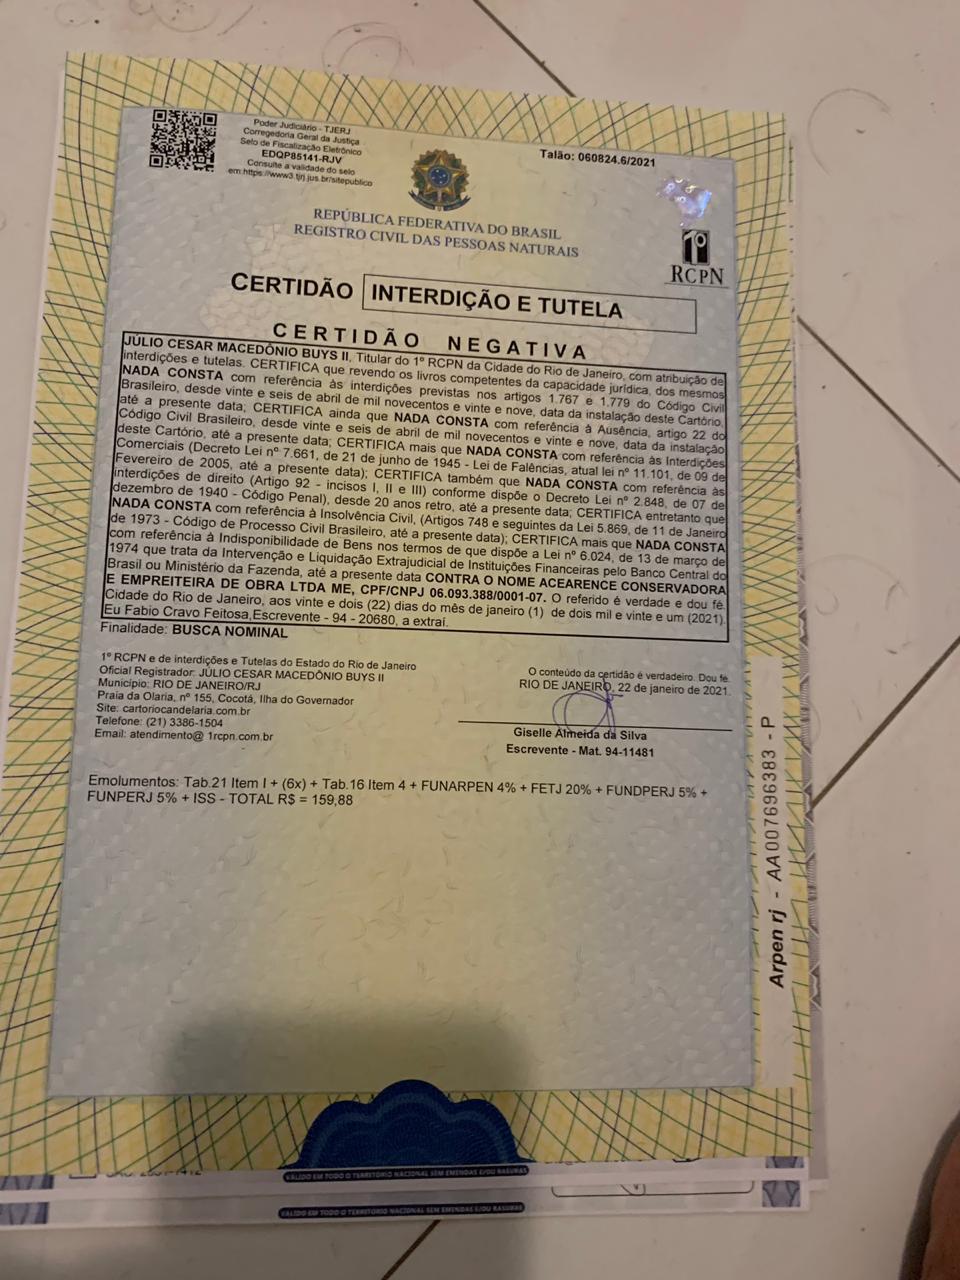 Poder Judiciário - TJERJ
Corregedoria Geral da Justiça
Selo de Fiscalização Eletrônico
EDQP85141-RJV
Consulte a validade do selo
em:https://www3.tjrj.jus.br/sitepublico
Talão: 060824.6/2021
REPÚBLICA FEDERATIVA DO BRASIL
REGISTRO CIVIL DAS PESSOAS NATURAIS
1º
RCPN
CERTIDÃO INTERDIÇÃO E TUTELA
CERTIDÃO NEGATIVA
JÚLIO CESAR MACEDÔNIO BUYS II, Titular do 1º RCPN da Cidade do Rio de Janeiro, com atribuição de
interdições e tutelas. CERTIFICA que revendo os livros competentes da capacidade jurídica, dos mesmos
NADA CONSTA com referência às interdições previstas nos artigos 1.767 e 1.779 do Código Civil
Brasileiro, desde vinte e seis de abril de mil novecentos e vinte e nove, data da instalação deste Cartório,
até a presente data; CERTIFICA ainda que NADA CONSTA com referência à Ausência, artigo 22 do
Código Civil Brasileiro, desde vinte e seis de abril de mil novecentos e vinte e nove, data da instalação
deste Cartório, até a presente data; CERTIFICA mais que NADA CONSTA com referência às Interdições
Comerciais (Decreto Lei nº 7.661, de 21 de junho de 1945 - Lei de Falências, atual lei nº 11.101, de 09 de
Fevereiro de 2005, até a presente data); CERTIFICA também que NADA CONSTA com referência às
interdições de direito (Artigo 92 - incisos I, II e III) conforme dispõe o Decreto Lei nº 2.848, de 07 de
dezembro de 1940 - Código Penal), desde 20 anos retro, até a presente data; CERTIFICA entretanto que
NADA CONSTA com referência à Insolvência Civil, (Artigos 748 e seguintes da Lei 5.869, de 11 de Janeiro
de 1973 - Código de Processo Civil Brasileiro, até a presente data); CERTIFICA mais que NADA CONSTA
com referência à Indisponibilidade de Bens nos termos de que dispõe a Lei nº 6.024, de 13 de março de
1974 que trata da Intervenção e Liquidação Extrajudicial de Instituições Financeiras pelo Banco Central do
Brasil ou Ministério da Fazenda, até a presente data CONTRA O NOME ACEARENCE CONSERVADORA
E EMPREITEIRA DE OBRA LTDA ME, CPF/CNPJ 06.093.388/0001-07. O referido é verdade e dou fé.
Cidade do Rio de Janeiro, aos vinte e dois (22) dias do mês de janeiro (1) de dois mil e vinte e um (2021).
Eu Fabio Cravo Feitosa,Escrevente - 94 - 20680, a extraí.
Finalidade: BUSCA NOMINAL
1º RCPN e de interdições e Tutelas do Estado do Rio de Janeiro
Oficial Registrador: JÚLIO CESAR MACEDÔNIO BUYS II
Município: RIO DE JANEIRO/RJ
Praia da Olaria, nº 155, Cocotá, Ilha do Governador
Site: cartoriocandelaria.com.br
Telefone: (21) 3386-1504
Email: atendimento@ 1rcpn.com.br
O conteúdo da certidão é verdadeiro. Dou fé.
RIO DE JANEIRO, 22 de janeiro de 2021.
Giselle Almeida da Silva
Escrevente - Mat. 94-11481
Emolumentos: Tab.21 Item I + (6x) + Tab.16 Item 4 + FUNARPEN 4% + FETJ 20% + FUNDPERJ 5% +
FUNPERJ 5% + ISS - TOTAL R$ = 159,88
Arpen rj - AA007696383 - P
VÁLIDO EM TODO O TERRITÓRIO NACIONAL SEM EMENDAS E/OU RASURAS
VÁLIDO EM TODO O TERRITÓRIO NACIONAL SEM EMENDAS E/OU RASURAS